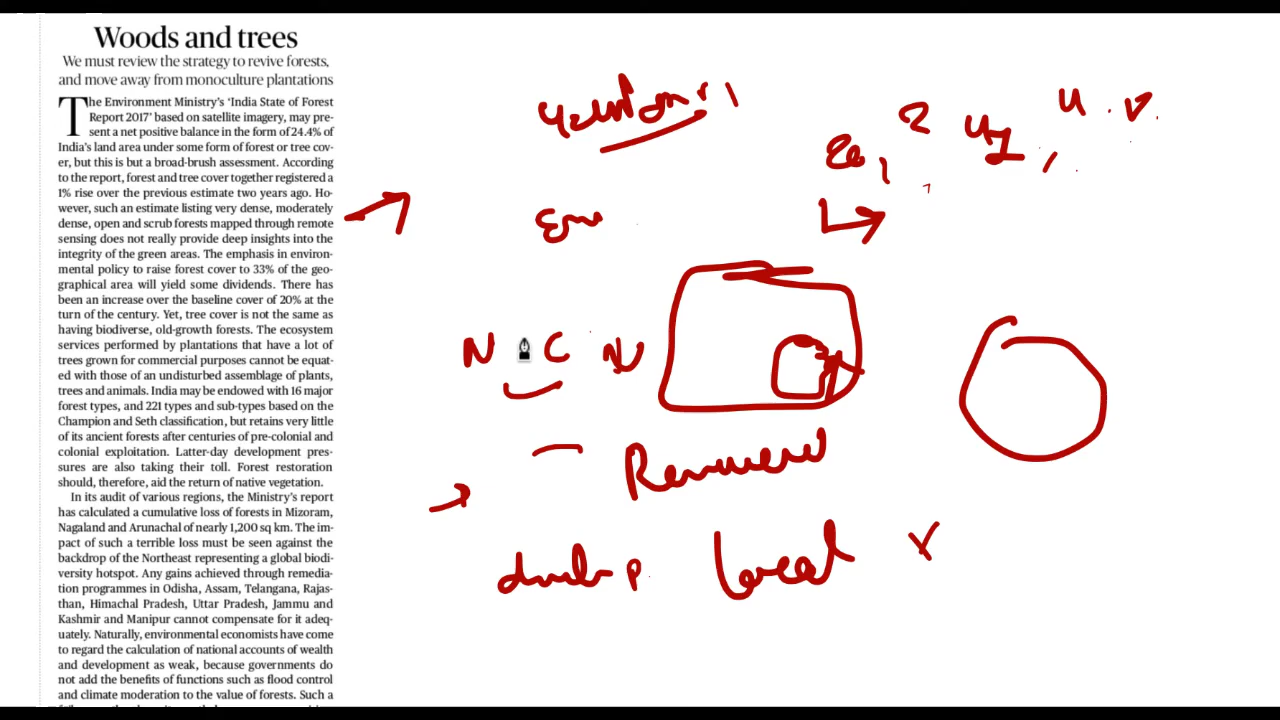 Woods and trees
We must review the strategy to revive forests,
and move away from monoculture plantations
The Environment Ministry's 'India State of Forest
Report 2017' based on satellite imagery, may pre-
sent a net positive balance in the form of 24.4% of
India's land area under some form of forest or tree cov-
er, but this is but a broad-brush assessment. According
to the report, forest and tree cover together registered a
1% rise over the previous estimate two years ago. Ho-
wever, such an estimate listing very dense, moderately
dense, open and scrub forests mapped through remote
sensing does not really provide deep insights into the
integrity of the green areas. The emphasis in environ-
mental policy to raise forest cover to 33% of the geo-
graphical area will yield some dividends. There has
been an increase over the baseline cover of 20% at the
turn of the century. Yet, tree cover is not the same as
having biodiverse, old-growth forests. The ecosystem
services performed by plantations that have a lot of
trees grown for commercial purposes cannot be equat-
ed with those of an undisturbed assemblage of plants,
trees and animals. India may be endowed with 16 major
forest types, and 221 types and sub-types based on the
Champion and Seth classification, but retains very little
of its ancient forests after centuries of pre-colonial and
colonial exploitation. Latter-day development pres-
sures are also taking their toll. Forest restoration
should, therefore, aid the return of native vegetation.
In its audit of various regions, the Ministry's report
has calculated a cumulative loss of forests in Mizoram,
Nagaland and Arunachal of nearly 1,200 sq km. The im-
pact of such a terrible loss must be seen against the
backdrop of the Northeast representing a global biodi-
versity hotspot. Any gains achieved through remedia-
tion programmes in Odisha, Assam, Telangana, Rajas-
than, Himachal Pradesh, Uttar Pradesh, Jammu and
Kashmir and Manipur cannot compensate for it adeq-
uately. Naturally, environmental economists have come
to regard the calculation of national accounts of wealth
and development as weak, because governments do
not add the benefits of functions such as flood control
and climate moderation to the value of forests. Such a
N C N
local